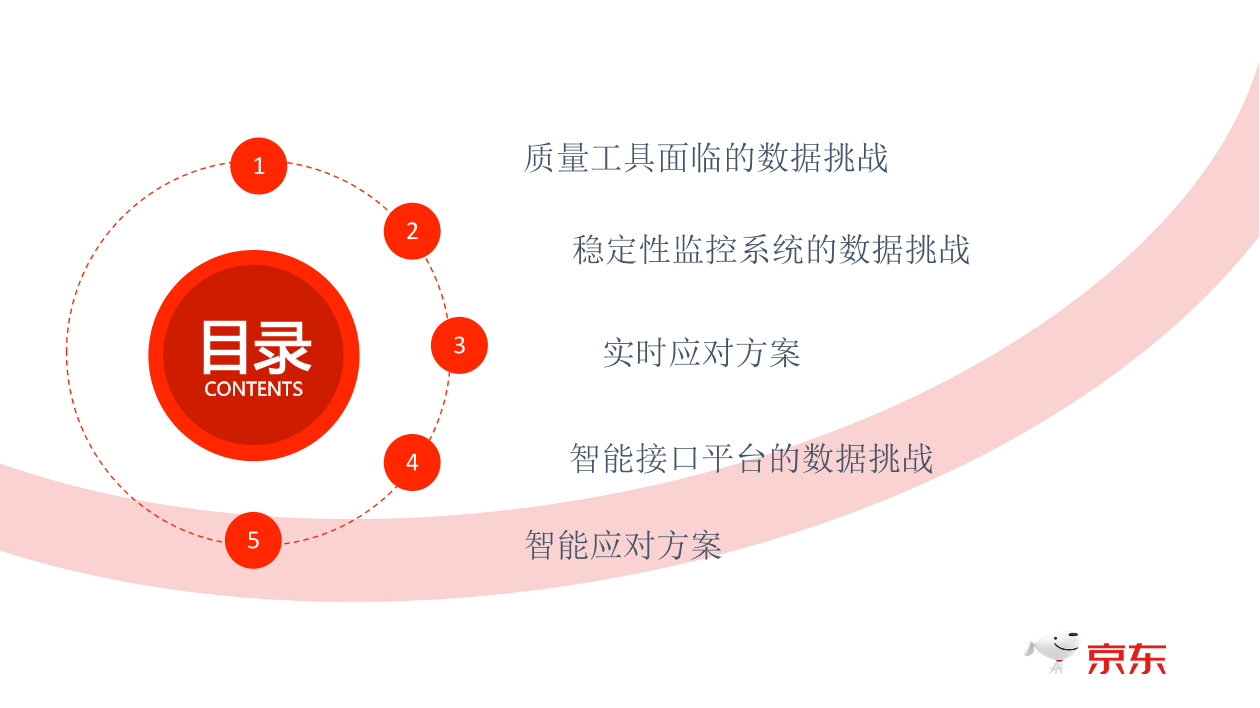 目录
CONTENTS
1
质量工具面临的数据挑战
2
稳定性监控系统的数据挑战
3
实时应对方案
4
智能接口平台的数据挑战
5
智能应对方案
京东